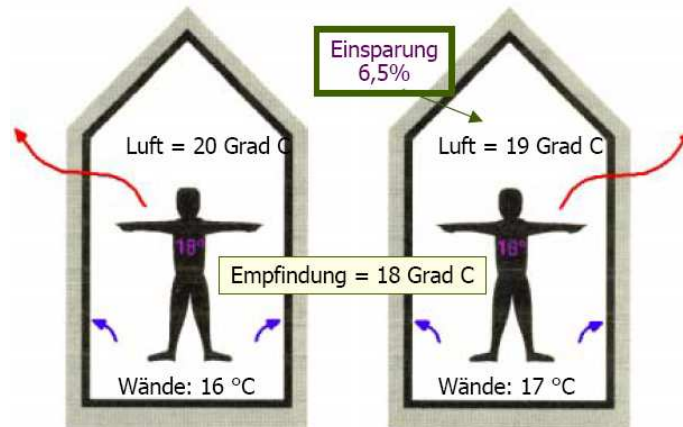 Einsparung
6,5%
Luft = 20 Grad C
Luft = 19 Grad C
18°
18°
Empfindung = 18 Grad C
Wände: 16 °C
Wände: 17 °C